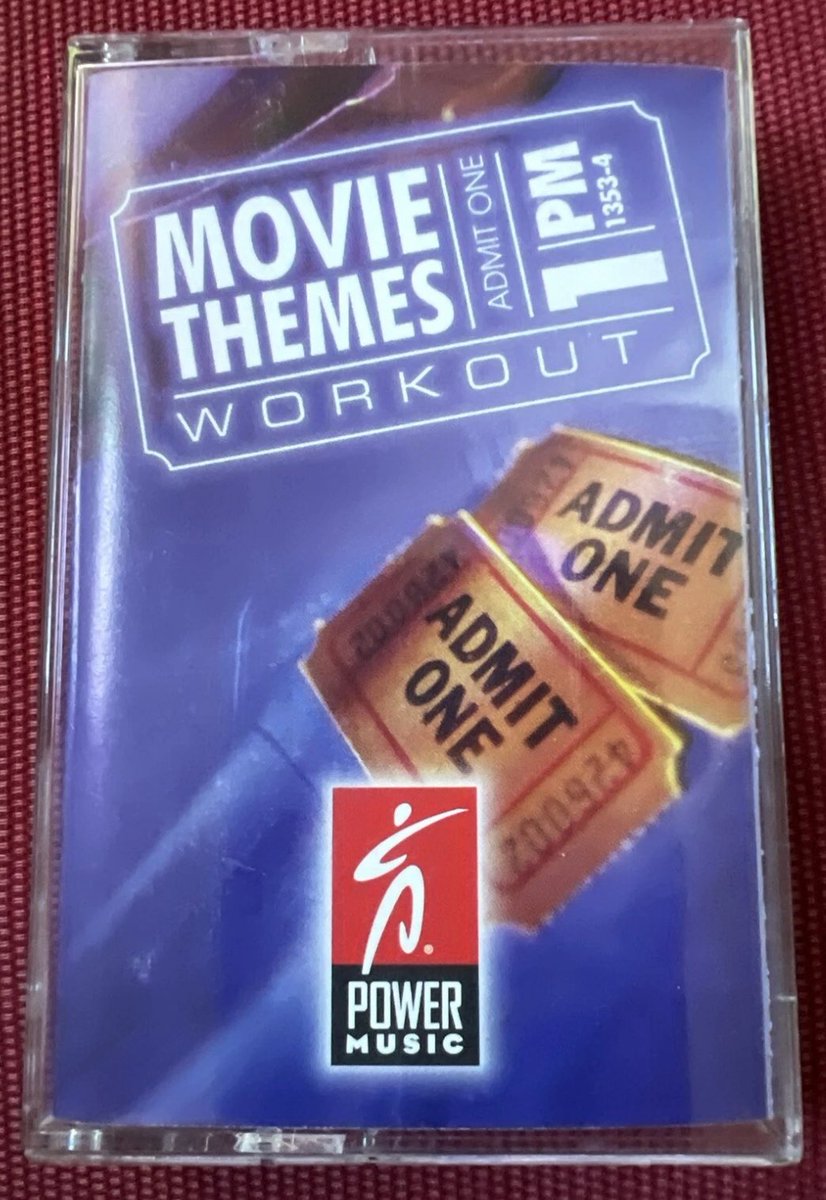 MOVIE
THEMES
ADMIT ONE
1 PM
1353-4
WORKOUT
ADMIT
ONE
ADMIT
ONE
POWER
MUSIC